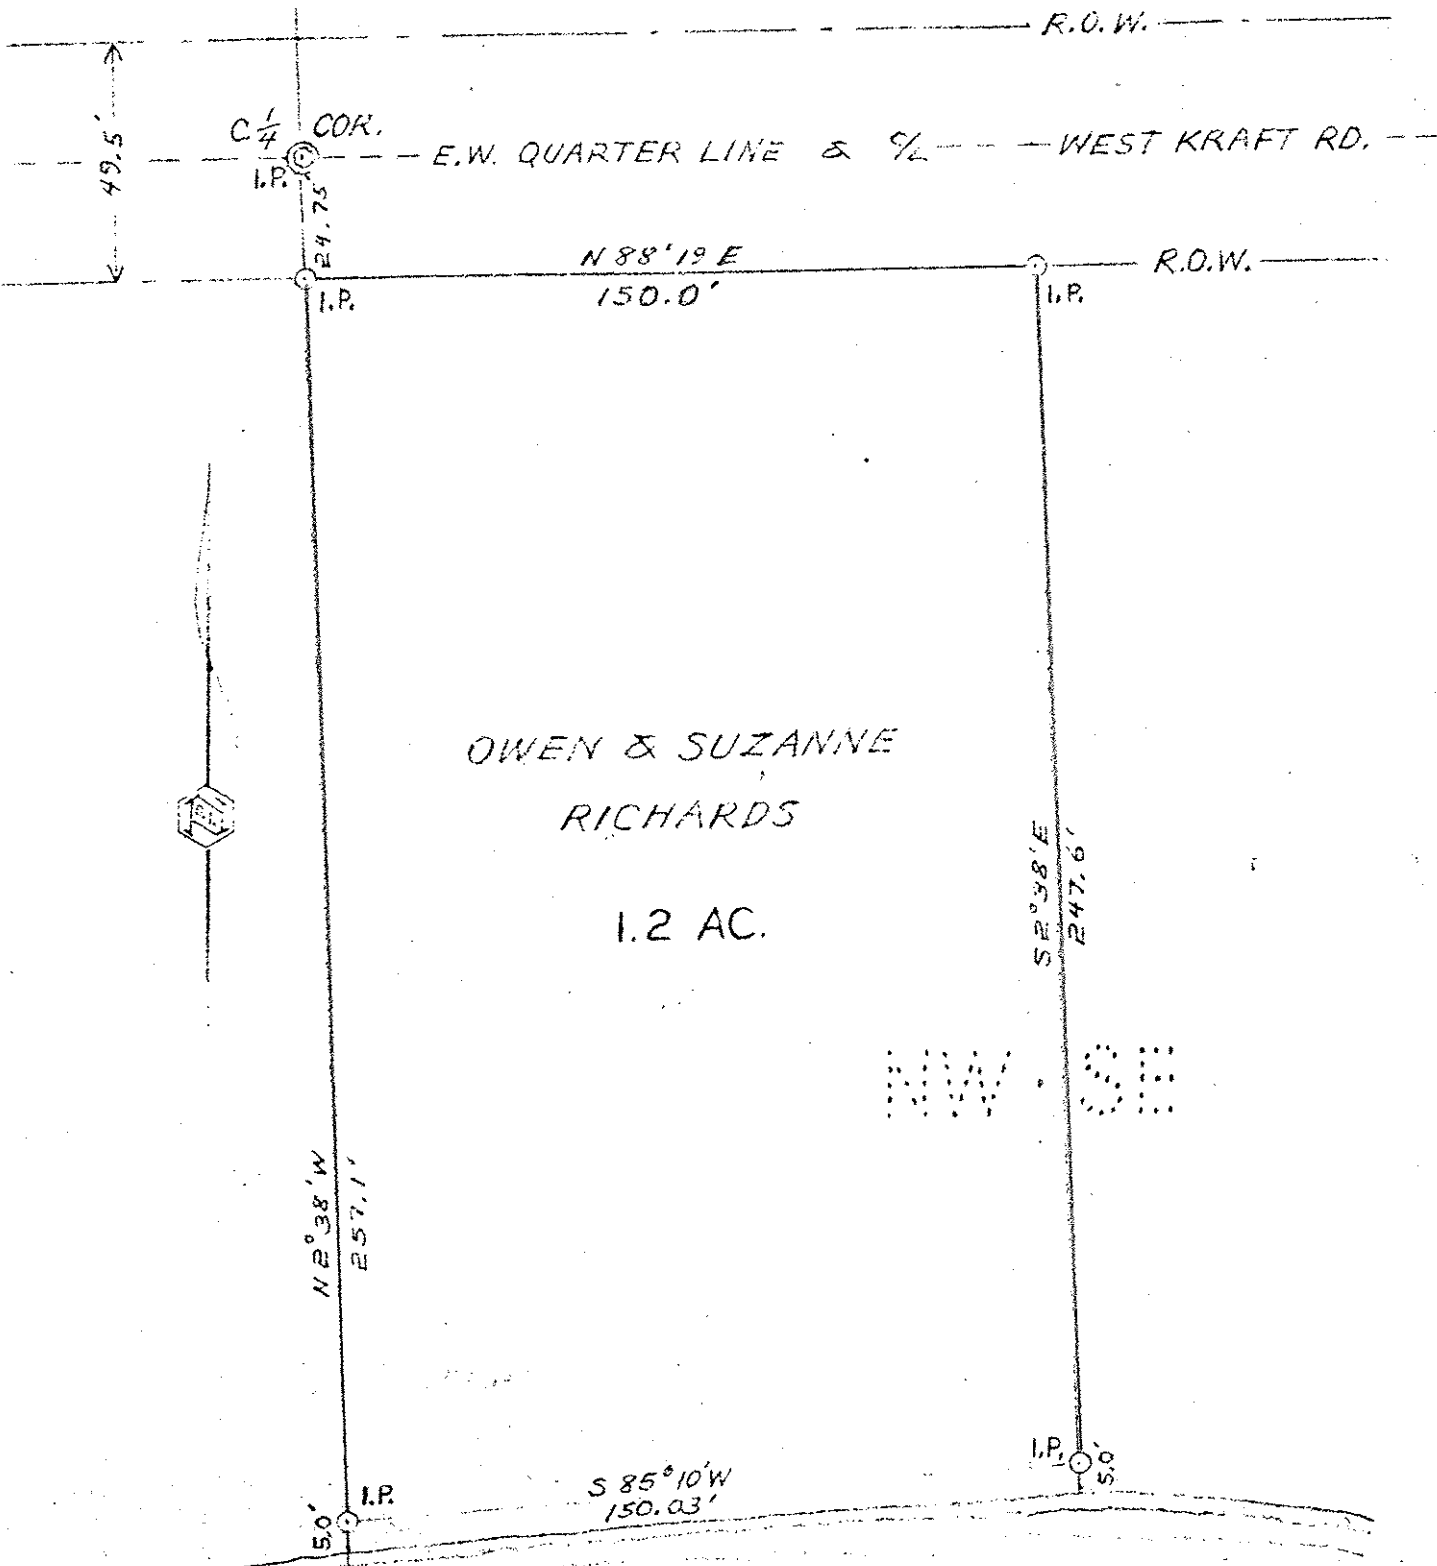 R.O.W.
49.5'
C 1/4 COR.
I.P.
E.W. QUARTER LINE & ℄ WEST KRAFT RD.
24.75
N 88'19 E
150.0'
R.O.W.
I.P.
I.P.
OWEN & SUZANNE
RICHARDS
1.2 AC.
S2°38'E
247.6'
NW · SE
N2°38'W
257.1'
I.P.
5.0'
I.P.
5.0'
S 85°10'W
150.03'